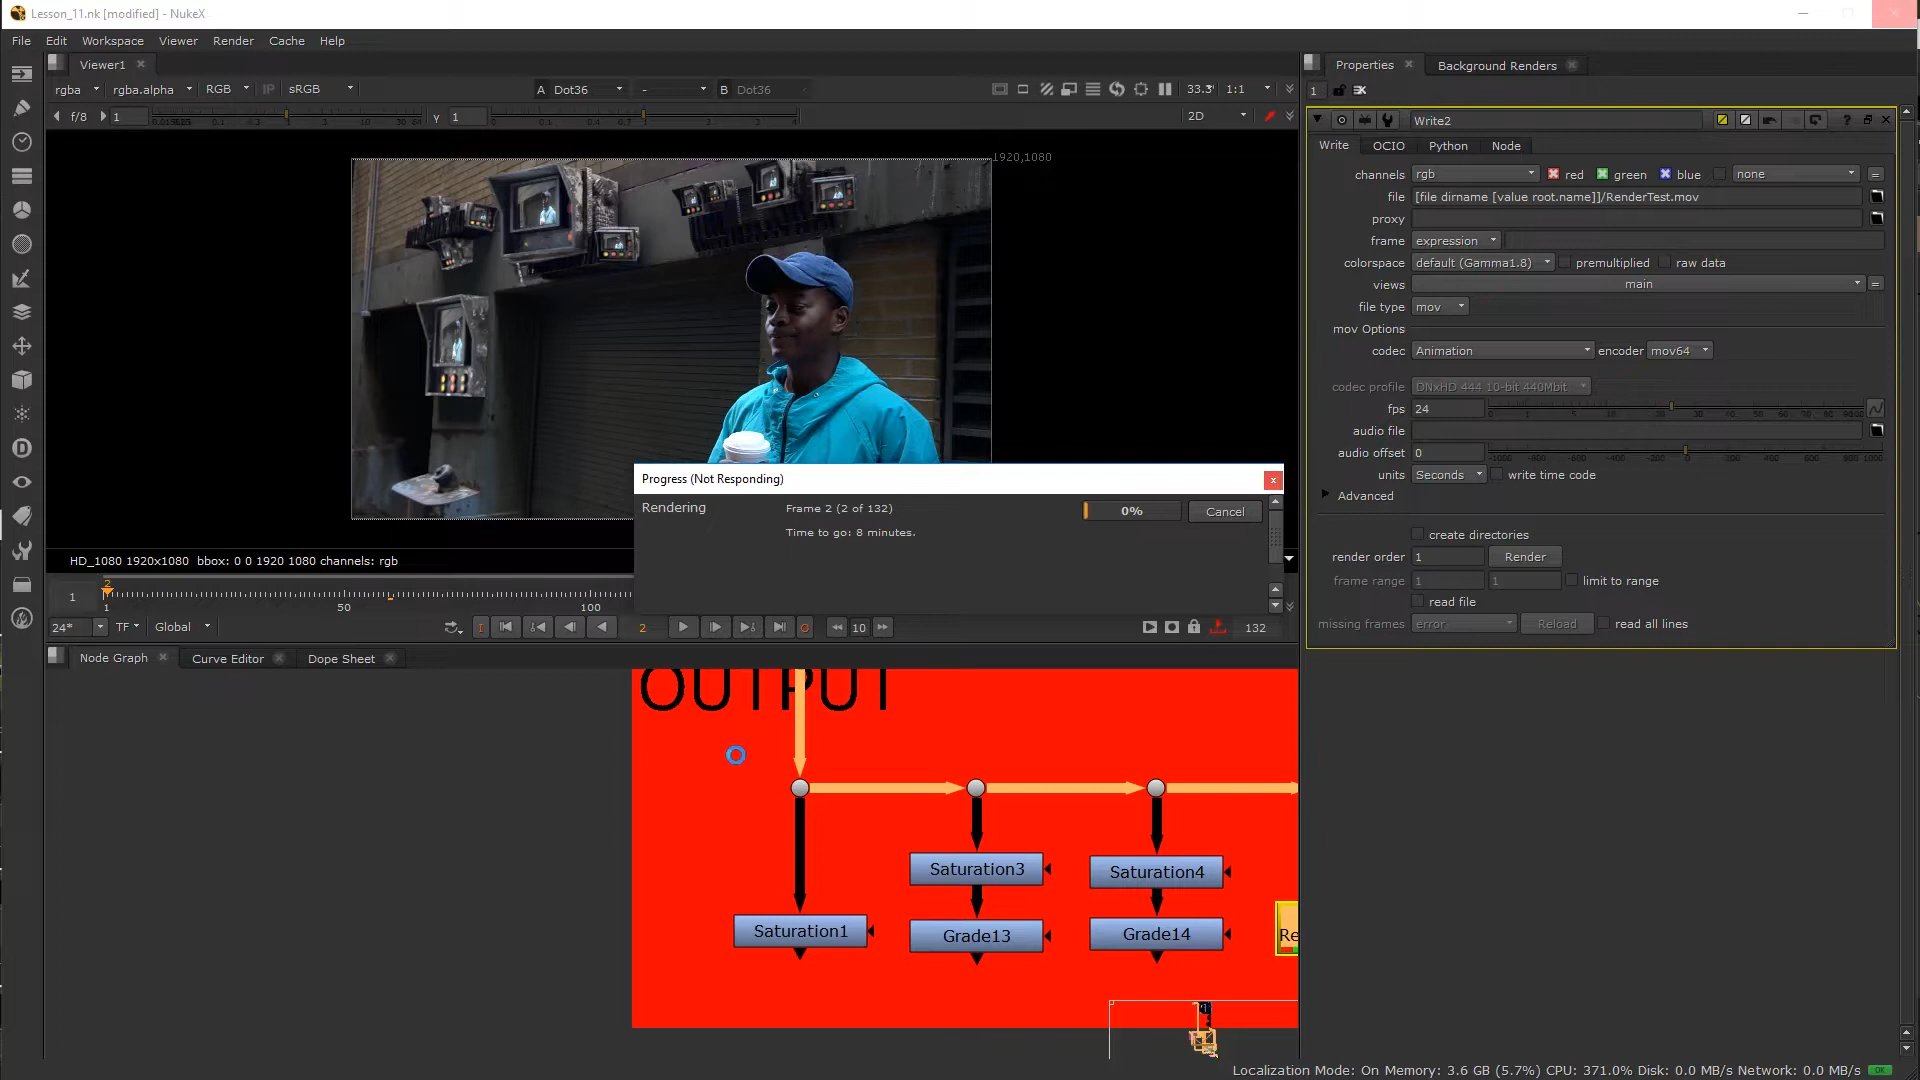 Lesson_11.nk [modified] - NukeX
File Edit Workspace Viewer Render Cache Help
Viewer1
rgba rgba.alpha RGB IP sRGB A Dot36 - B Dot36 33.3 1:1
f/8 1 y 1 2D
1920,1080
HD_1080 1920x1080 bbox: 0 0 1920 1080 channels: rgb
Progress (Not Responding)
Rendering Frame 2 (2 of 132) 0% Cancel
Time to go: 8 minutes.
1 2
1 50 100
24* TF Global 2 10 132
Node Graph Curve Editor Dope Sheet
OUTPUT
Saturation3 Saturation4
Saturation1 Grade13 Grade14 Re
Properties Background Renders
1
Write2
Write OCIO Python Node
channels rgb red green blue none =
file [file dirname [value root.name]]/RenderTest.mov
proxy
frame expression
colorspace default (Gamma1.8) premultiplied raw data
views main =
file type mov
mov Options
codec Animation encoder mov64
codec profile DNxHD 444 10-bit 440Mbit
fps 24
audio file
audio offset 0
units Seconds write time code
Advanced
create directories
render order 1 Render
frame range 1 1 limit to range
read file
missing frames error Reload read all lines
Localization Mode: On Memory: 3.6 GB (5.7%) CPU: 371.0% Disk: 0.0 MB/s Network: 0.0 MB/s OK